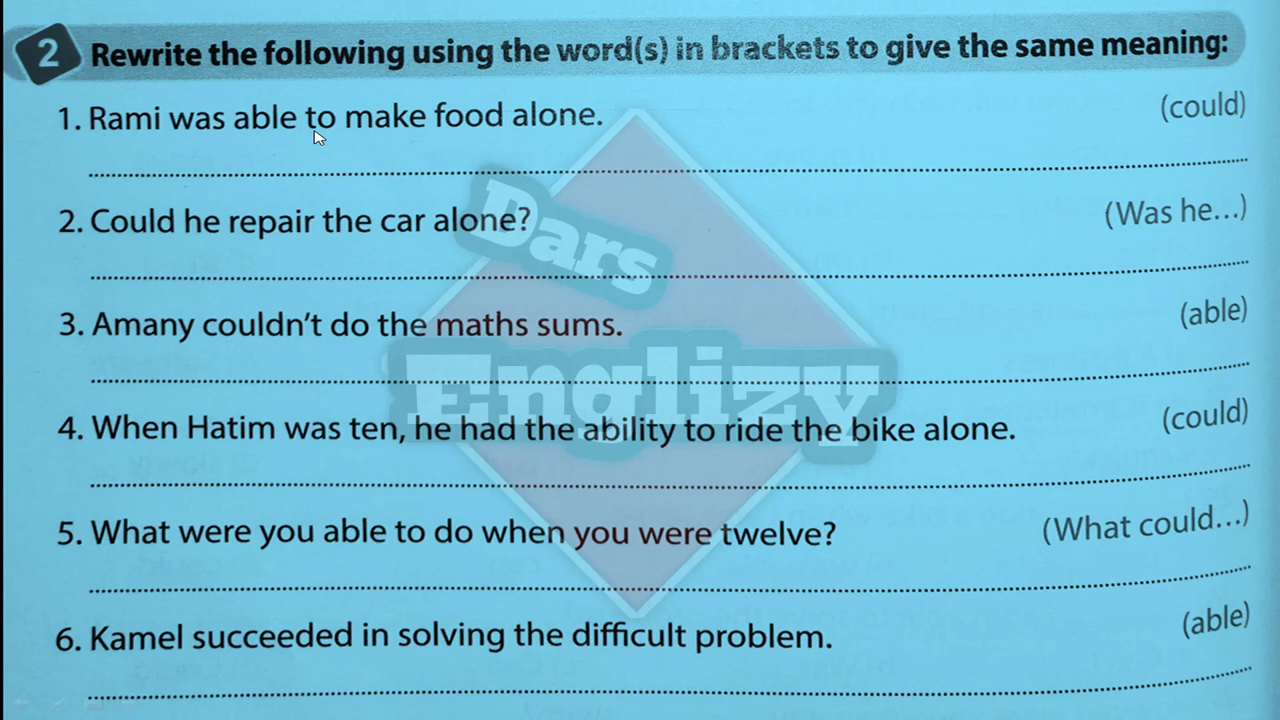 2 Rewrite the following using the word(s) in brackets to give the same meaning:
1. Rami was able to make food alone. (could)
2. Could he repair the car alone? (Was he...)
3. Amany couldn't do the maths sums. (able)
4. When Hatim was ten, he had the ability to ride the bike alone. (could)
5. What were you able to do when you were twelve? (What could...)
6. Kamel succeeded in solving the difficult problem. (able)
Dars
Englizy